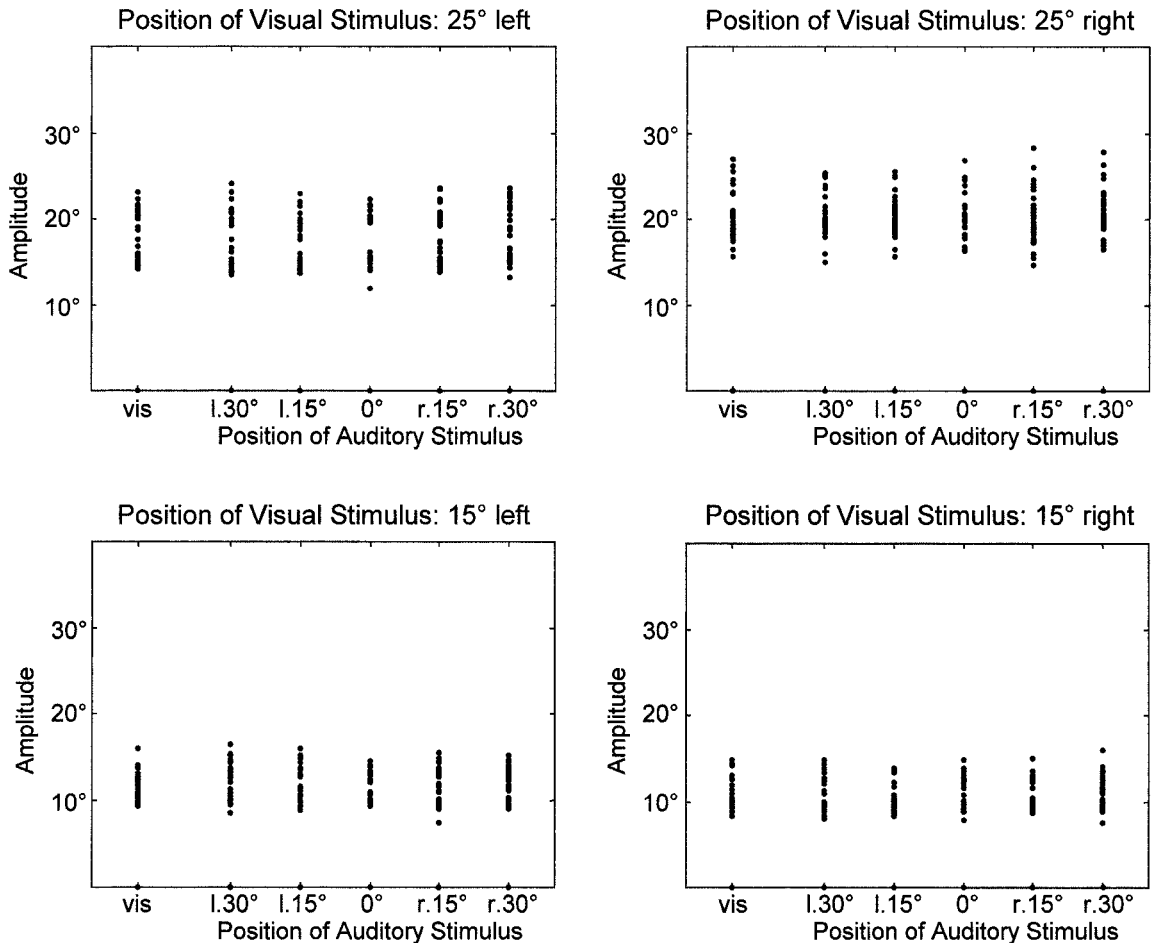 Position of Visual Stimulus: 25° left
Amplitude
30°
20°
10°
vis l.30° l.15° 0° r.15° r.30°
Position of Auditory Stimulus
Position of Visual Stimulus: 25° right
Amplitude
30°
20°
10°
vis l.30° l.15° 0° r.15° r.30°
Position of Auditory Stimulus
Position of Visual Stimulus: 15° left
Amplitude
30°
20°
10°
vis l.30° l.15° 0° r.15° r.30°
Position of Auditory Stimulus
Position of Visual Stimulus: 15° right
Amplitude
30°
20°
10°
vis l.30° l.15° 0° r.15° r.30°
Position of Auditory Stimulus